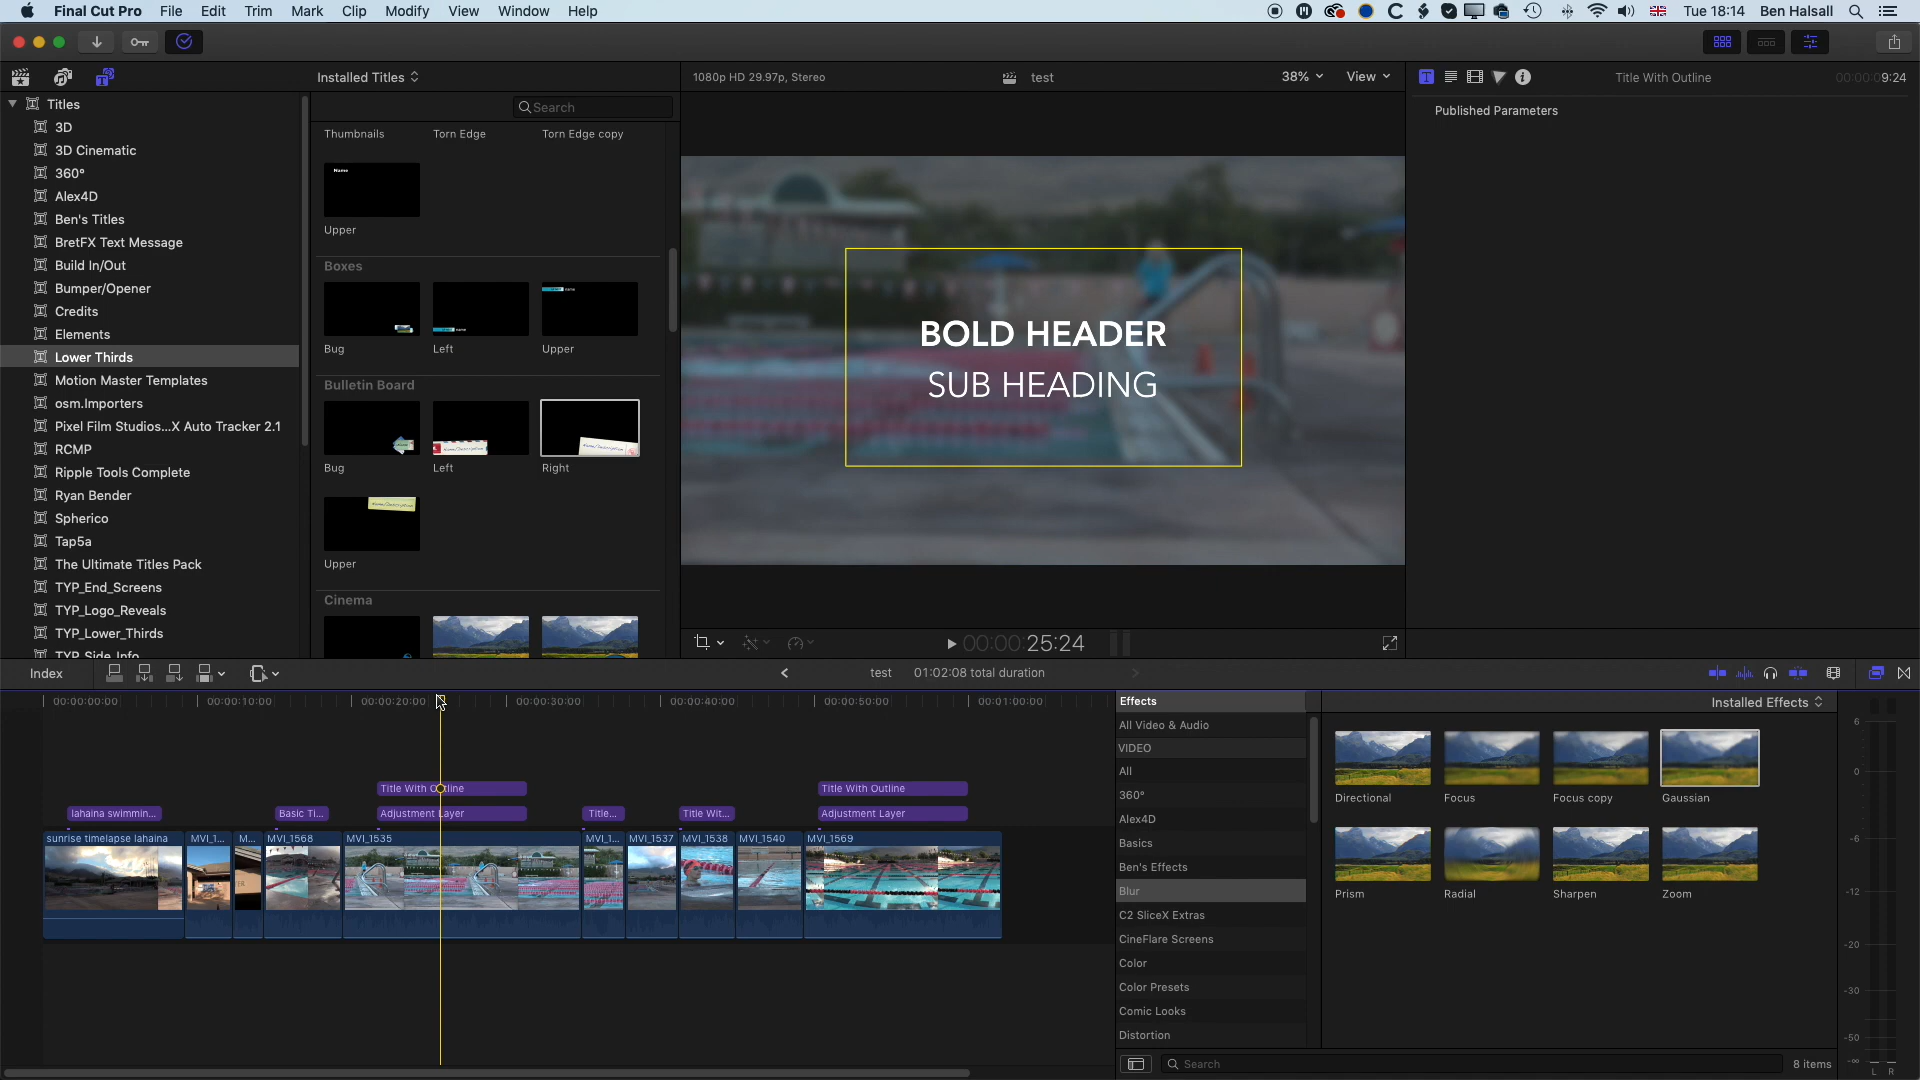 Final Cut Pro File Edit Trim Mark Clip Modify View Window Help
Tue 18:14 Ben Halsall
Installed Titles
1080p HD 29.97p, Stereo
test
38% View
Title With Outline
00:00:09:24
Search
Published Parameters
Titles
3D
3D Cinematic
360°
Alex4D
Ben's Titles
BretFX Text Message
Build In/Out
Bumper/Opener
Credits
Elements
Lower Thirds
Motion Master Templates
osm.Importers
Pixel Film Studios...X Auto Tracker 2.1
RCMP
Ripple Tools Complete
Ryan Bender
Spherico
Tap5a
The Ultimate Titles Pack
TYP_End_Screens
TYP_Logo_Reveals
TYP_Lower_Thirds
TYP_Side_Info
Thumbnails Torn Edge Torn Edge copy
Name
Upper
Boxes
Bug Left Upper
Bulletin Board
Bug Left Right
Upper
Cinema
BOLD HEADER
SUB HEADING
00:00:25:24
Index
test 01:02:08 total duration
00:00:00:00 00:00:10:00 00:00:20:00 00:00:30:00 00:00:40:00 00:00:50:00 00:01:00:00
Title With Outline Title With Outline
lahaina swimmin... Basic Ti... Adjustment Layer Title... Title Wit... Adjustment Layer
sunrise timelapse lahaina MVI_1... M... MVI_1568 MVI_1535 MVI_1... MVI_1537 MVI_1538 MVI_1540 MVI_1569
Effects
All Video & Audio
VIDEO
All
360°
Alex4D
Basics
Ben's Effects
Blur
C2 SliceX Extras
CineFlare Screens
Color
Color Presets
Comic Looks
Distortion
Installed Effects
Directional Focus Focus copy Gaussian
Prism Radial Sharpen Zoom
Search
8 items
6
0
-6
-12
-20
-30
-50
-∞
L R